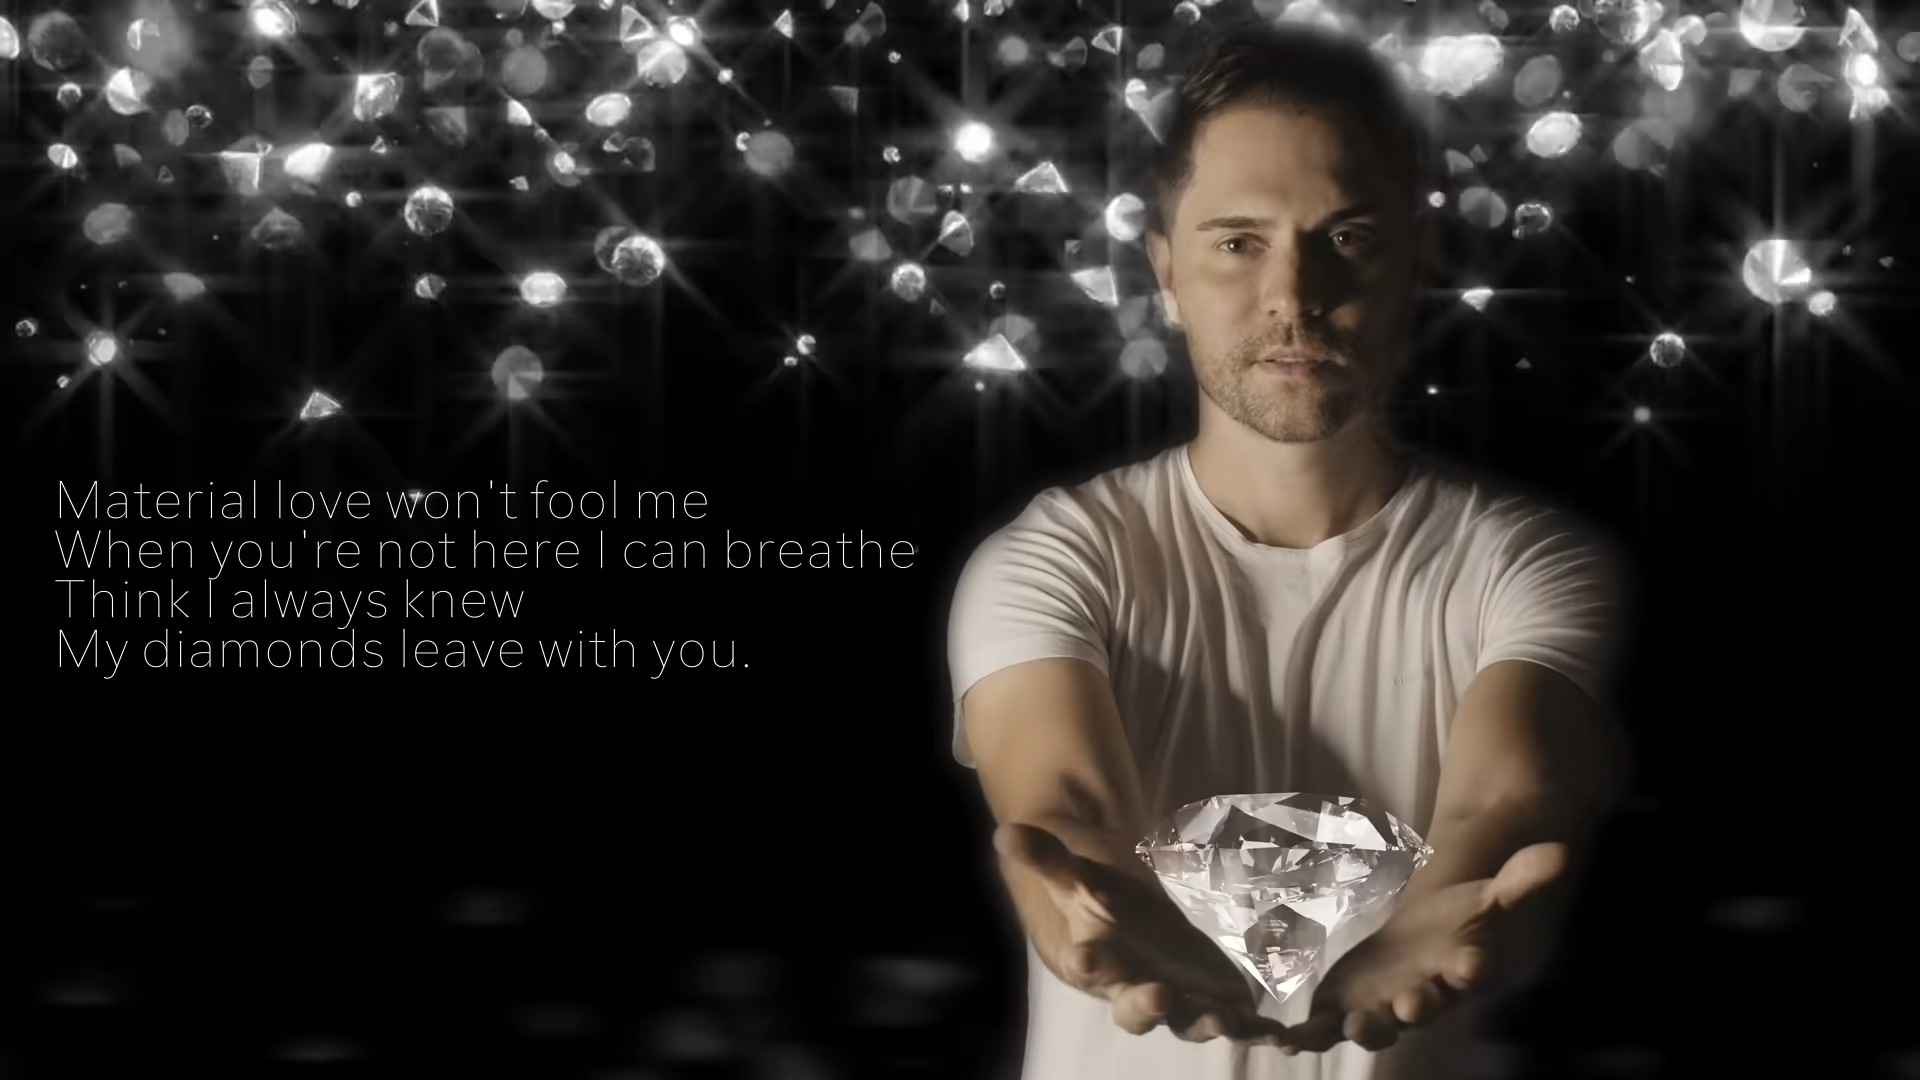 Material love won't fool me
When you're not here I can breathe
Think I always knew
My diamonds leave with you.